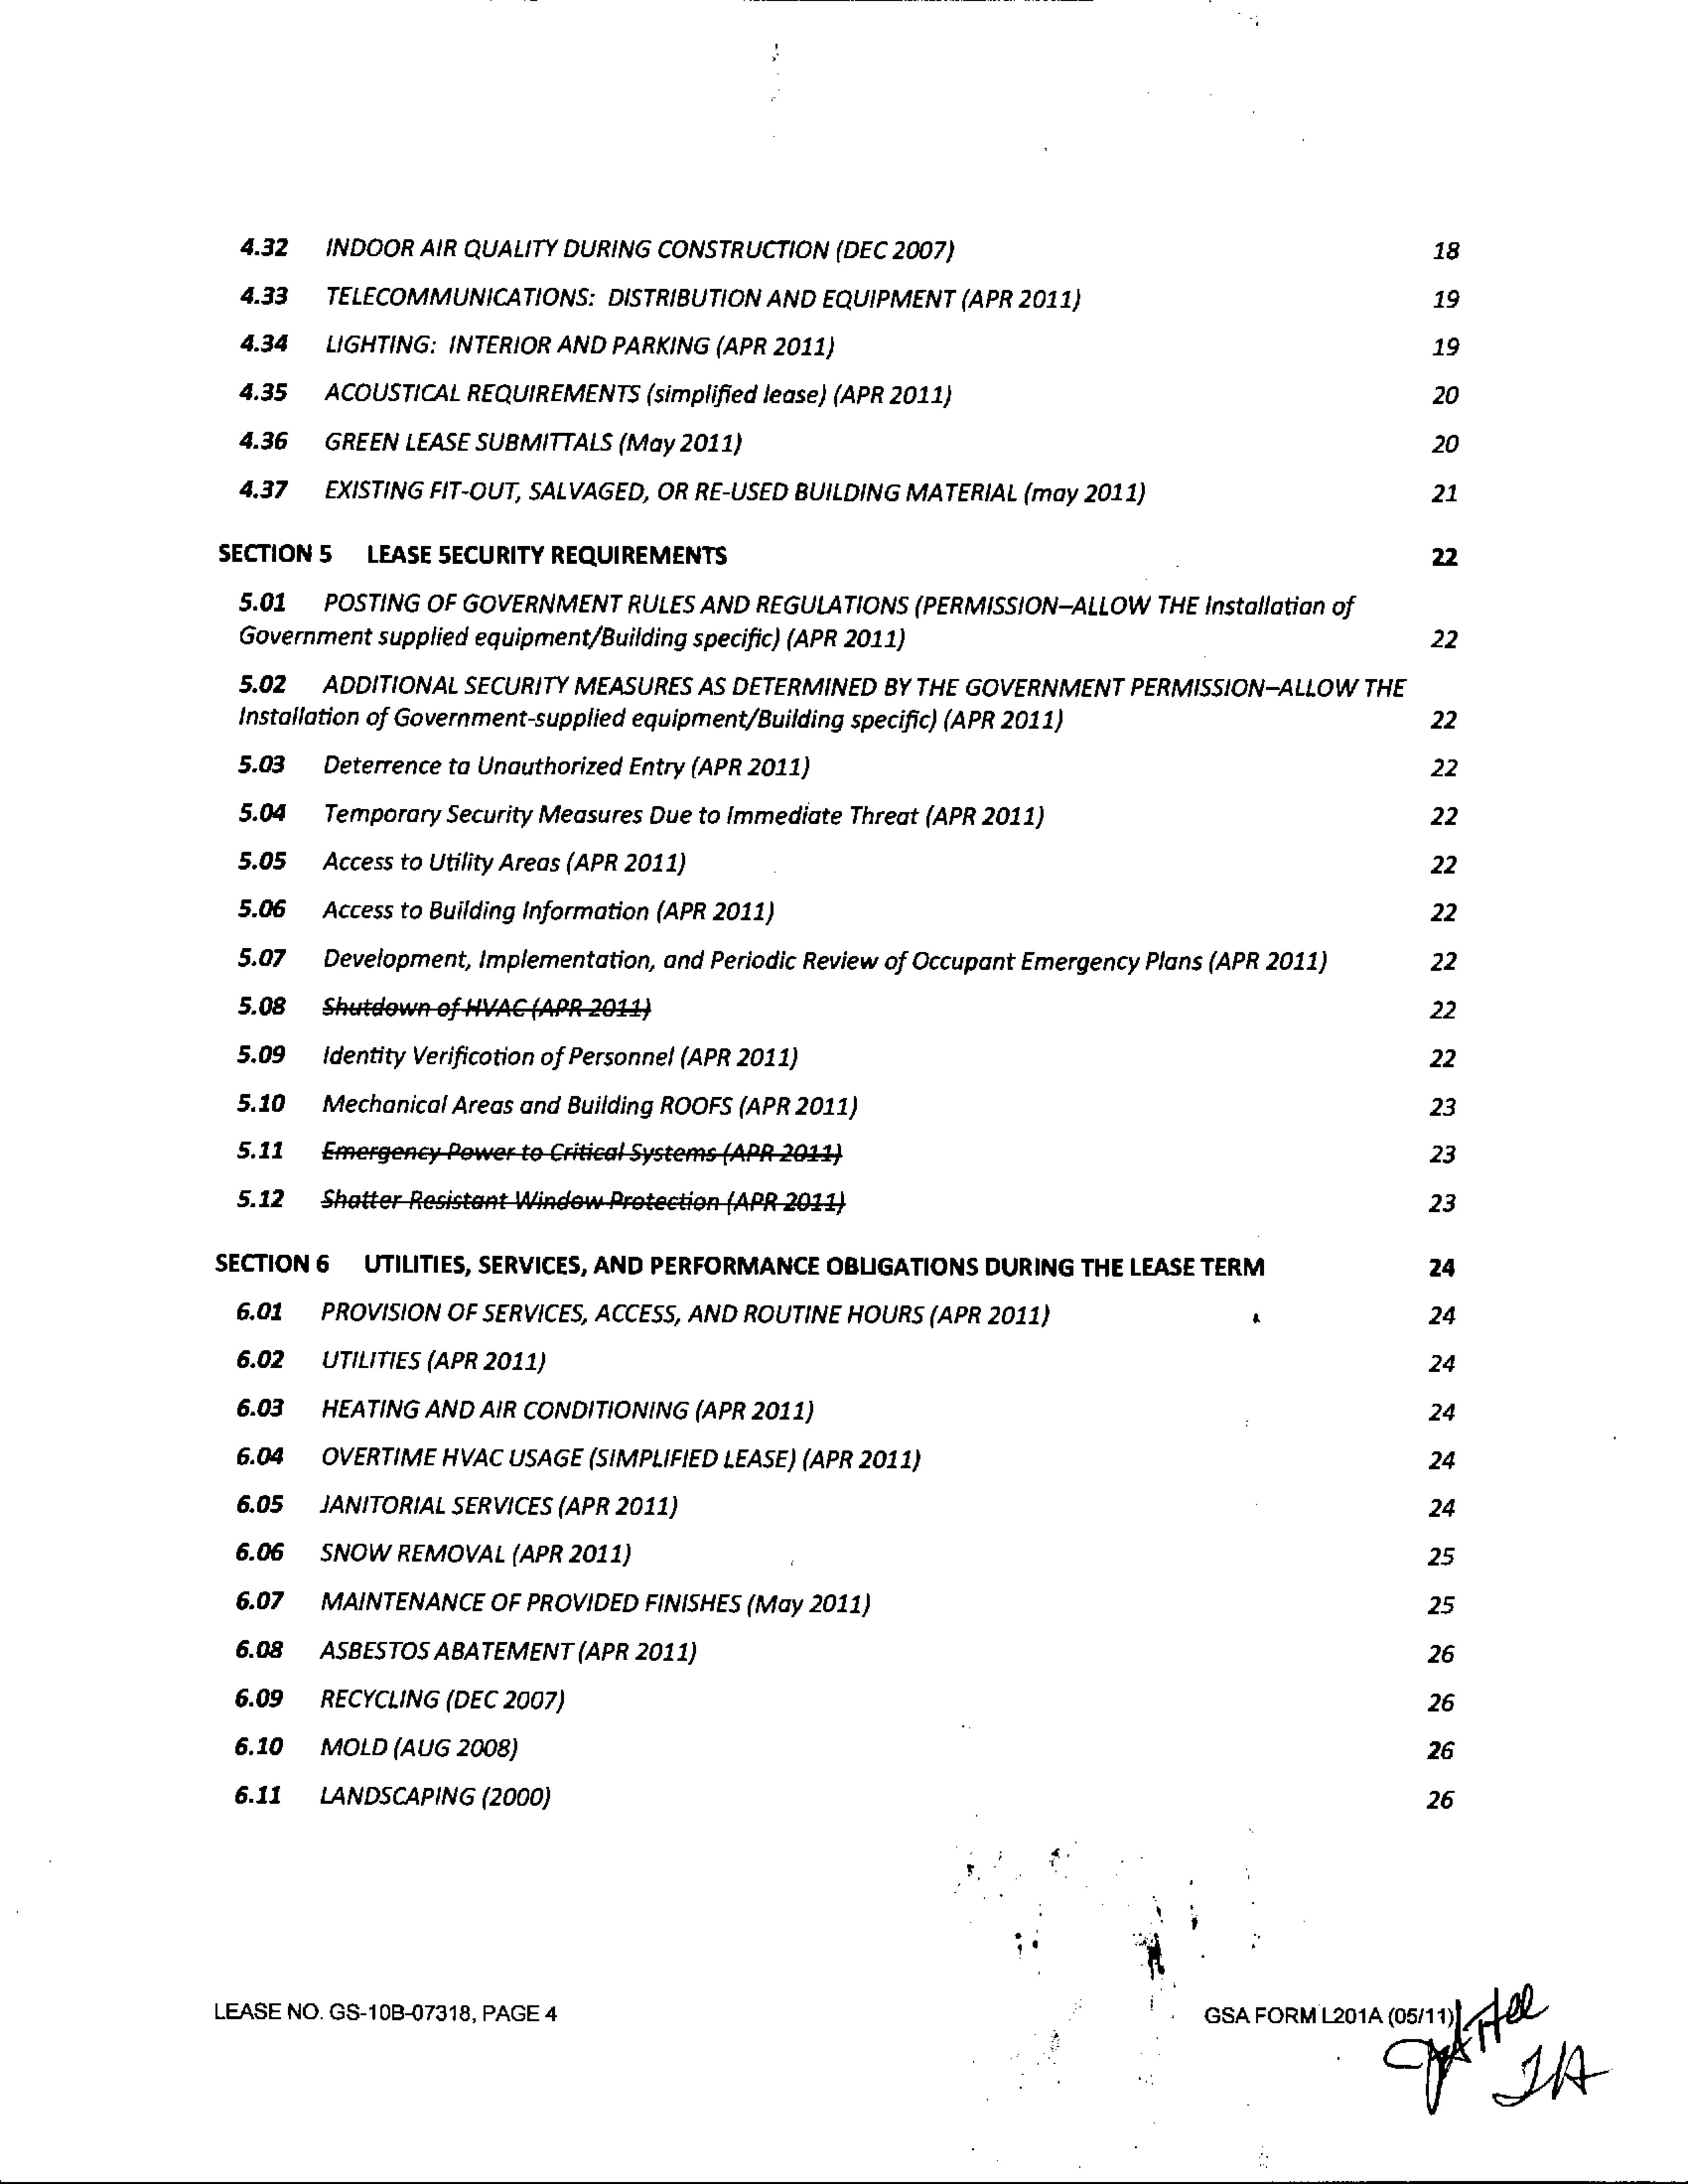 4.32 INDOOR AIR QUALITY DURING CONSTRUCTION (DEC 2007) 18
4.33 TELECOMMUNICATIONS: DISTRIBUTION AND EQUIPMENT (APR 2011) 19
4.34 LIGHTING: INTERIOR AND PARKING (APR 2011) 19
4.35 ACOUSTICAL REQUIREMENTS (simplified lease) (APR 2011) 20
4.36 GREEN LEASE SUBMITTALS (May 2011) 20
4.37 EXISTING FIT-OUT, SALVAGED, OR RE-USED BUILDING MATERIAL (may 2011) 21
SECTION 5 LEASE SECURITY REQUIREMENTS 22
5.01 POSTING OF GOVERNMENT RULES AND REGULATIONS (PERMISSION–ALLOW THE Installation of
Government supplied equipment/Building specific) (APR 2011) 22
5.02 ADDITIONAL SECURITY MEASURES AS DETERMINED BY THE GOVERNMENT PERMISSION–ALLOW THE
Installation of Government-supplied equipment/Building specific) (APR 2011) 22
5.03 Deterrence to Unauthorized Entry (APR 2011) 22
5.04 Temporary Security Measures Due to Immediate Threat (APR 2011) 22
5.05 Access to Utility Areas (APR 2011) 22
5.06 Access to Building Information (APR 2011) 22
5.07 Development, Implementation, and Periodic Review of Occupant Emergency Plans (APR 2011) 22
5.08 Shutdown of HVAC (APR 2011) 22
5.09 Identity Verification of Personnel (APR 2011) 22
5.10 Mechanical Areas and Building ROOFS (APR 2011) 23
5.11 Emergency Power to Critical Systems (APR 2011) 23
5.12 Shatter Resistant Window Protection (APR 2011) 23
SECTION 6 UTILITIES, SERVICES, AND PERFORMANCE OBLIGATIONS DURING THE LEASE TERM 24
6.01 PROVISION OF SERVICES, ACCESS, AND ROUTINE HOURS (APR 2011) 24
6.02 UTILITIES (APR 2011) 24
6.03 HEATING AND AIR CONDITIONING (APR 2011) 24
6.04 OVERTIME HVAC USAGE (SIMPLIFIED LEASE) (APR 2011) 24
6.05 JANITORIAL SERVICES (APR 2011) 24
6.06 SNOW REMOVAL (APR 2011) 25
6.07 MAINTENANCE OF PROVIDED FINISHES (May 2011) 25
6.08 ASBESTOS ABATEMENT (APR 2011) 26
6.09 RECYCLING (DEC 2007) 26
6.10 MOLD (AUG 2008) 26
6.11 LANDSCAPING (2000) 26
LEASE NO. GS-10B-07318, PAGE 4 GSA FORM L201A (05/11)